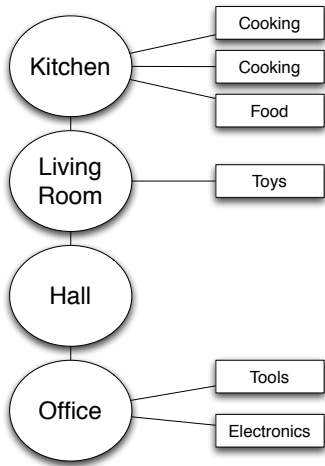 Cooking
Kitchen
Cooking
Food
Living
Room
Toys
Hall
Office
Tools
Electronics